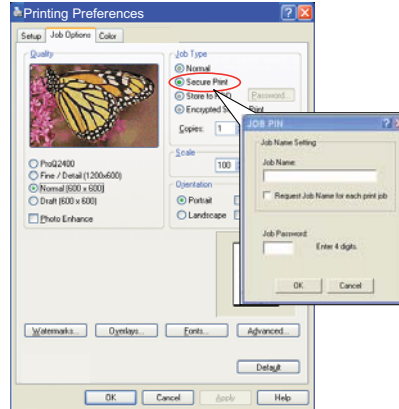 Printing Preferences
Setup Job Options Color
Quality
Job Type
Normal
Secure Print
Store to
Password...
Encrypted S Print
Copies: 1
JOB PIN
Job Name Setting
Job Name:
Request Job Name for each print job
Job Password
Enter 4 digits.
OK Cancel
Scale
100
Orientation
Portrait
Landscape
ProQ2400
Fine / Detail (1200x600)
Normal (600 x 600)
Draft (600 x 600)
Photo Enhance
Watermarks... Overlays... Fonts... Advanced...
Default
OK Cancel Apply Help